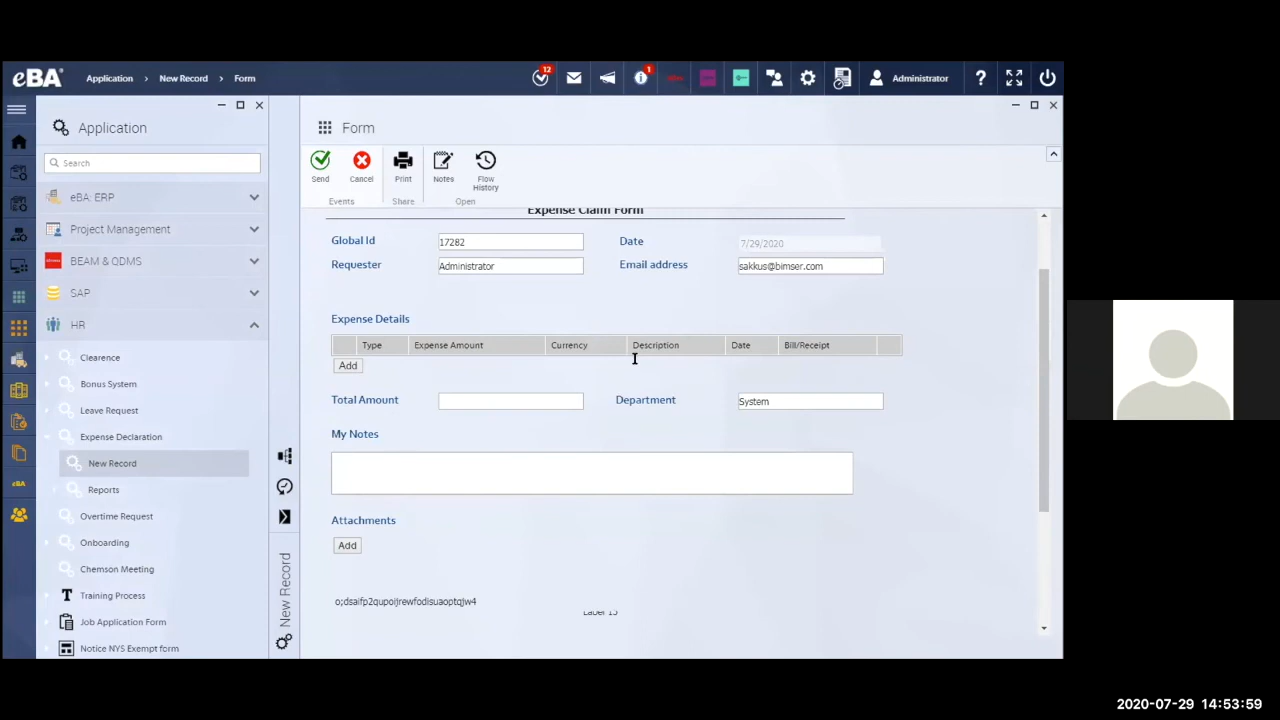 eBA
Application > New Record > Form
12
1
Administrator
?
Application
Search
eBA: ERP
Project Management
BEAM & QDMS
SAP
HR
Clearence
Bonus System
Leave Request
Expense Declaration
New Record
Reports
Overtime Request
Onboarding
Chemson Meeting
Training Process
Job Application Form
Notice NYS Exempt form
eBA
New Record
Form
Send
Cancel
Print
Notes
Flow
History
Events
Share
Open
Expense Claim Form
Global Id
17282
Date
7/29/2020
Requester
Administrator
Email address
sakkus@bimser.com
Expense Details
Type
Expense Amount
Currency
Description
Date
Bill/Receipt
Add
Total Amount
Department
System
My Notes
Attachments
Add
o;dsaifp2qupoijrewfodisuaoptqjw4
Label 15
2020-07-29 14:53:59